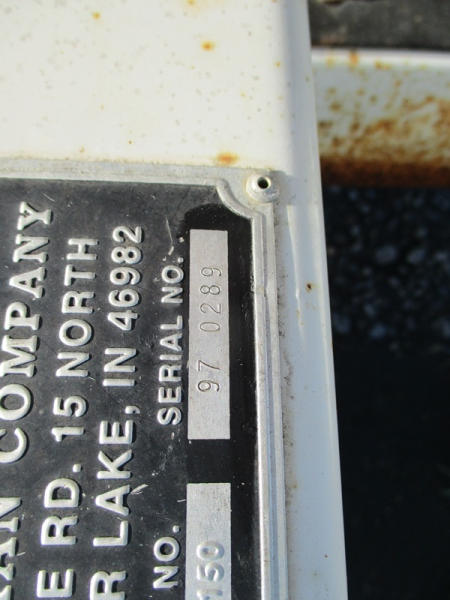 COMPANY
RD. 15 NORTH
LAKE, IN 46982
SERIAL NO. 97 0289
NO. 150